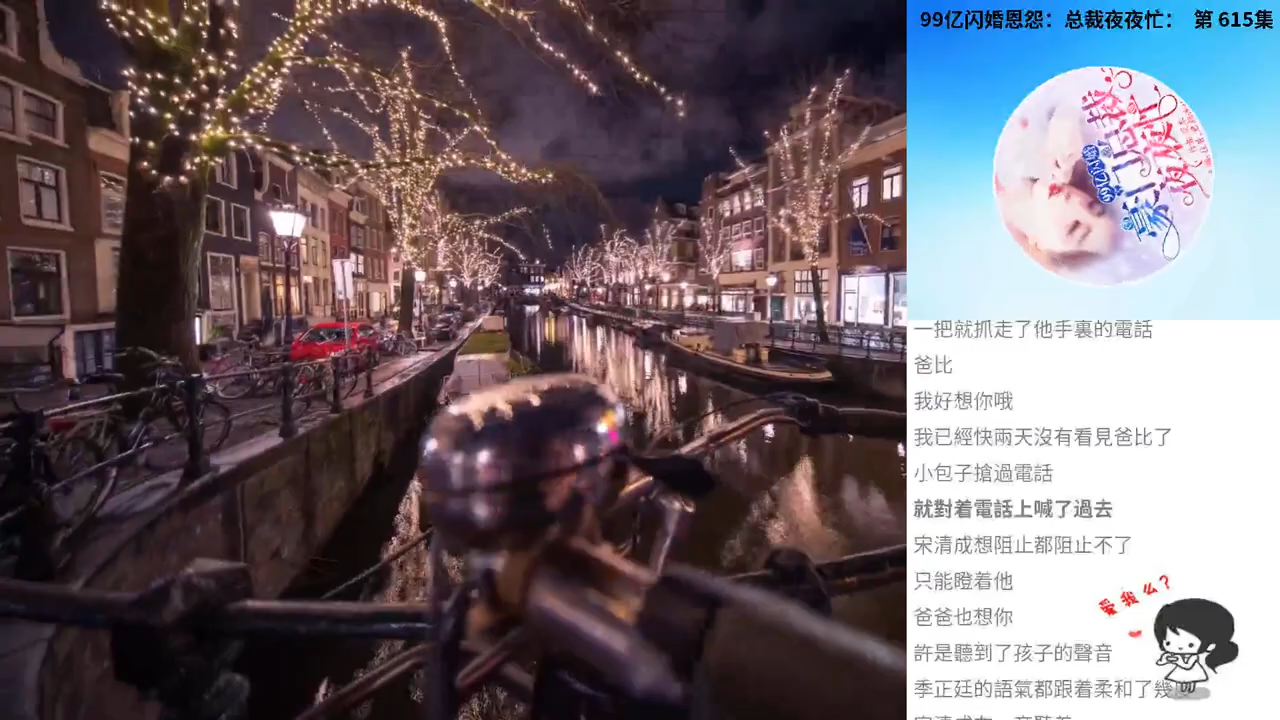 99亿闪婚恩怨：总裁夜夜忙： 第 615集
一把就抓走了他手裏的電話
爸比
我好想你哦
我已經快兩天沒有看見爸比了
小包子搶過電話
就對着電話上喊了過去
宋清成想阻止都阻止不了
只能瞪着他
爱我么？
爸爸也想你
許是聽到了孩子的聲音
季正廷的語氣都跟着柔和了幾